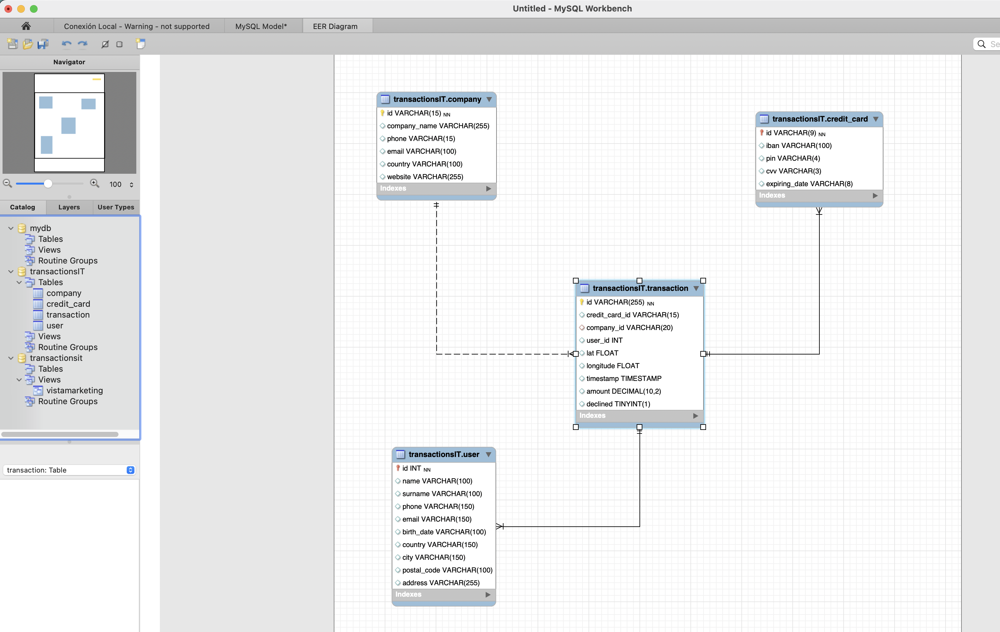 Untitled - MySQL Workbench
Conexión Local - Warning - not supported
MySQL Model*
EER Diagram
Se
Navigator
100
Catalog
Layers
User Types
mydb
Tables
Views
Routine Groups
transactionsIT
Tables
company
credit_card
transaction
user
Views
Routine Groups
transactionsit
Tables
Views
vistamarketing
Routine Groups
transaction: Table
transactionsIT.company
id VARCHAR(15) NN
company_name VARCHAR(255)
phone VARCHAR(15)
email VARCHAR(100)
country VARCHAR(100)
website VARCHAR(255)
Indexes
transactionsIT.credit_card
id VARCHAR(9) NN
iban VARCHAR(100)
pin VARCHAR(4)
cvv VARCHAR(3)
expiring_date VARCHAR(8)
Indexes
transactionsIT.transaction
id VARCHAR(255) NN
credit_card_id VARCHAR(15)
company_id VARCHAR(20)
user_id INT
lat FLOAT
longitude FLOAT
timestamp TIMESTAMP
amount DECIMAL(10,2)
declined TINYINT(1)
Indexes
transactionsIT.user
id INT NN
name VARCHAR(100)
surname VARCHAR(100)
phone VARCHAR(150)
email VARCHAR(150)
birth_date VARCHAR(100)
country VARCHAR(150)
city VARCHAR(150)
postal_code VARCHAR(100)
address VARCHAR(255)
Indexes